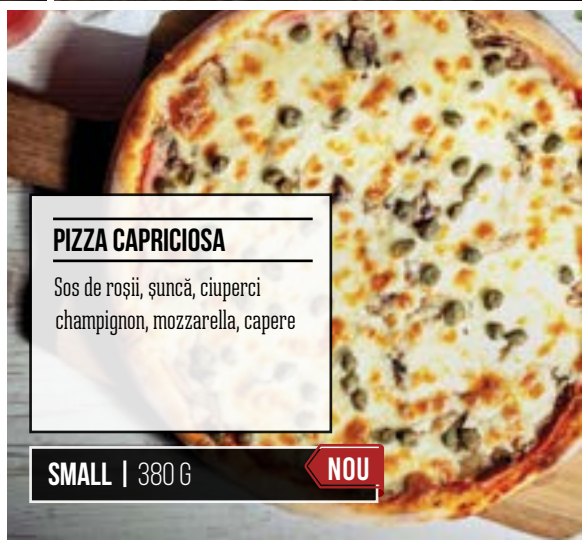 PIZZA CAPRICIOSA
Sos de roșii, șuncă, ciuperci
champignon, mozzarella, capere
SMALL | 380 G
NOU